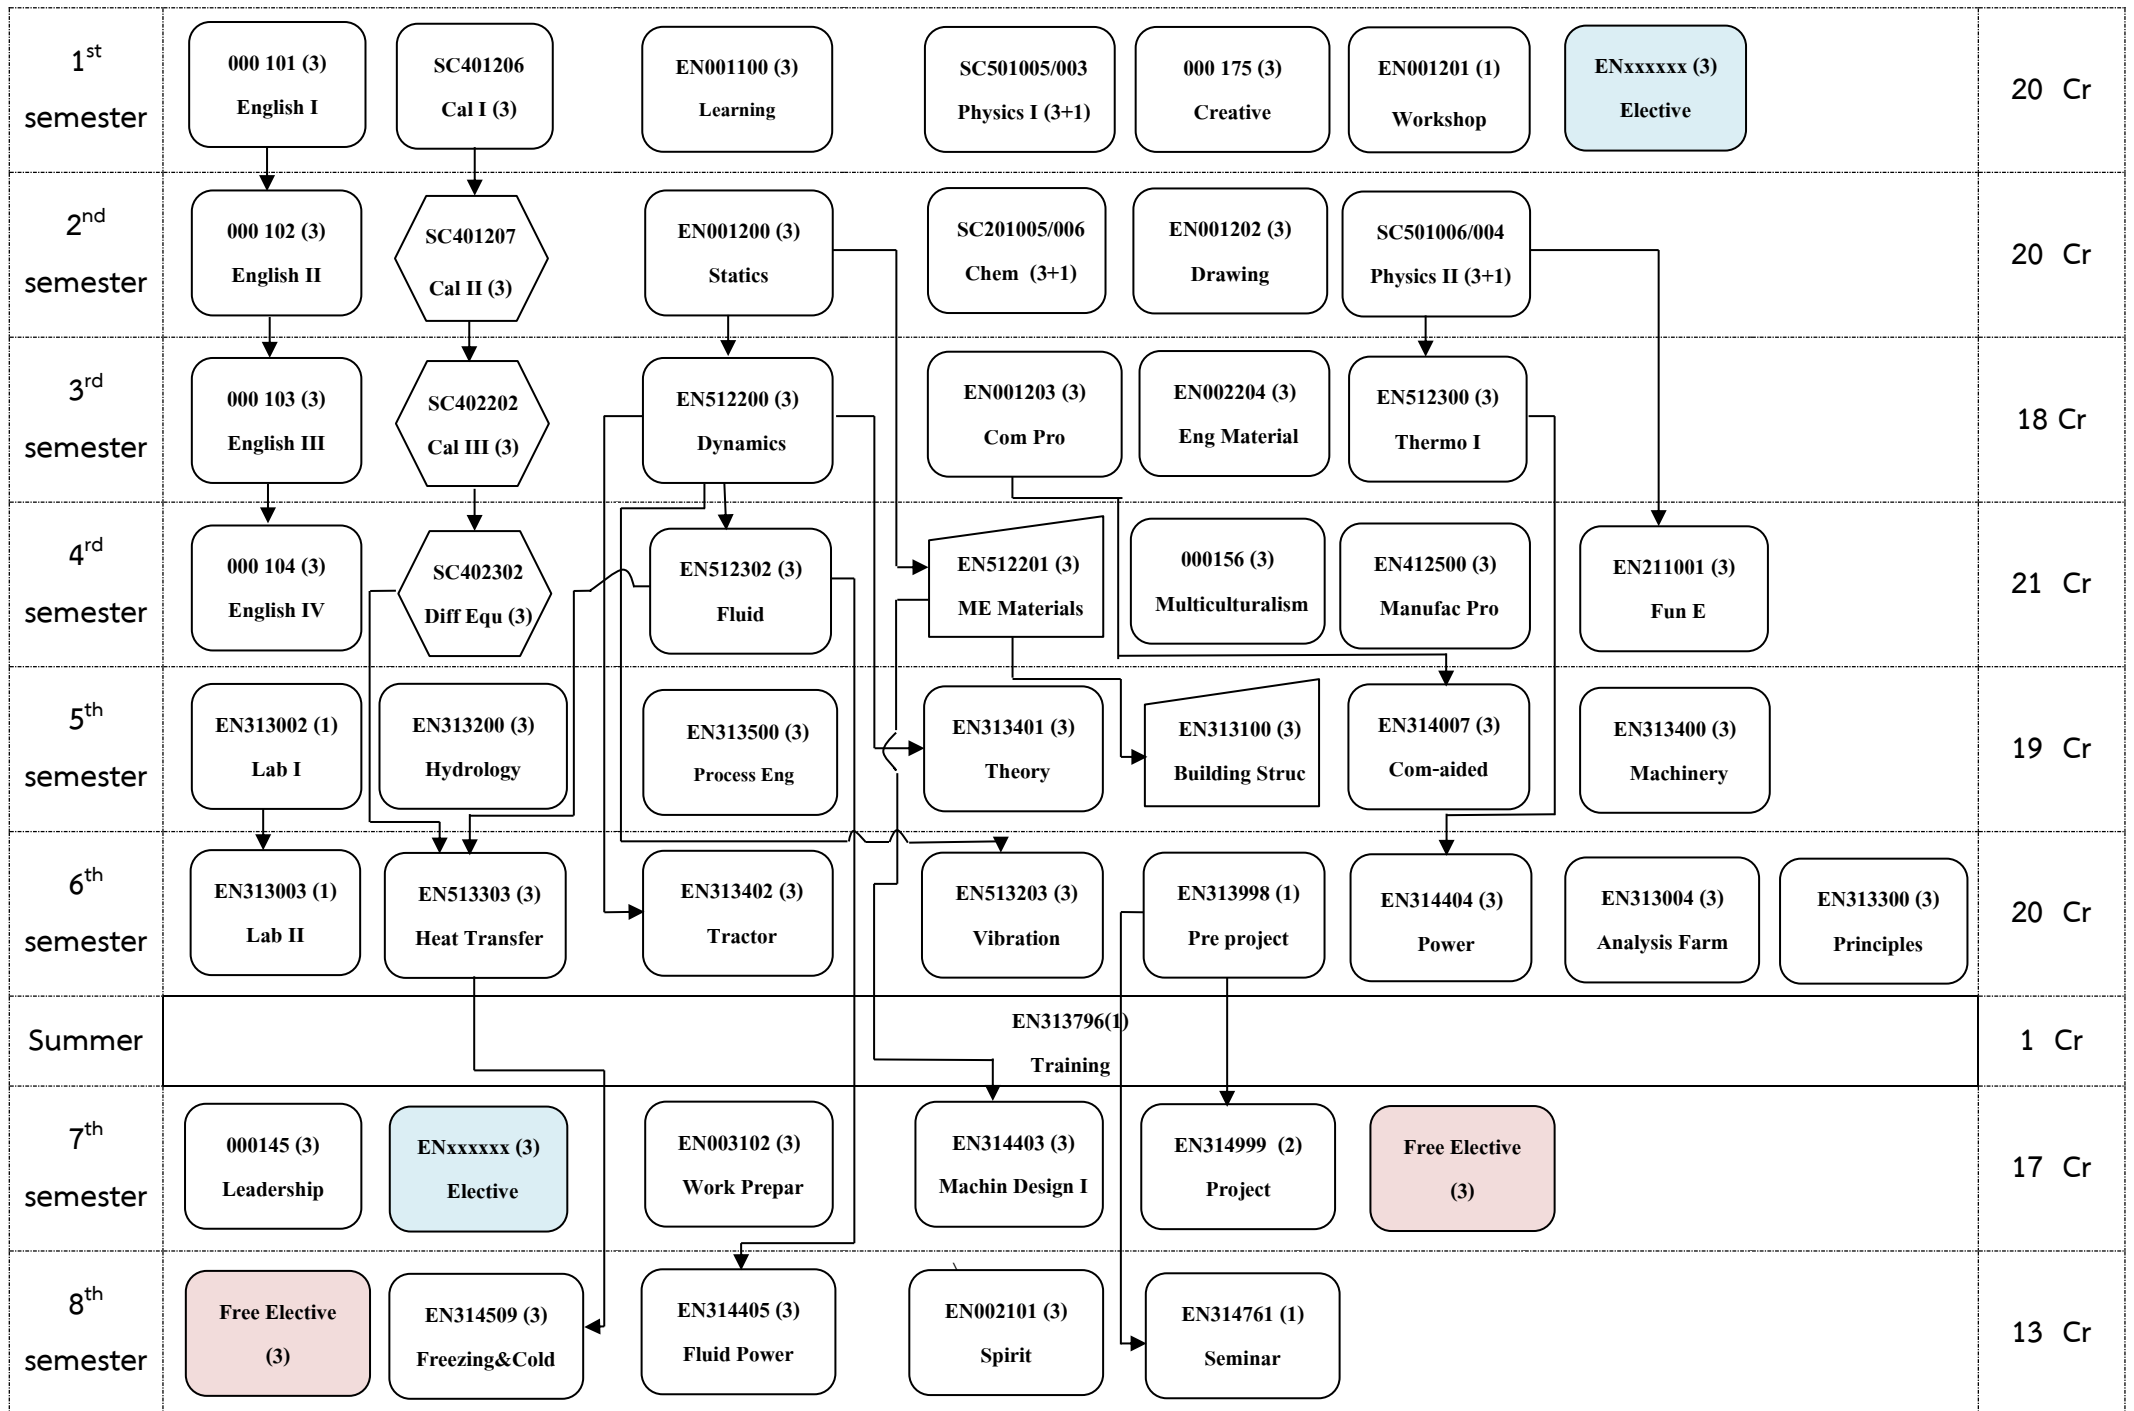 1st
semester
000 101 (3)
English I
SC401206
Cal I (3)
EN001100 (3)
Learning
SC501005/003
Physics I (3+1)
000 175 (3)
Creative
EN001201 (1)
Workshop
ENxxxxxx (3)
Elective
20 Cr
2nd
semester
000 102 (3)
English II
SC401207
Cal II (3)
EN001200 (3)
Statics
SC201005/006
Chem (3+1)
EN001202 (3)
Drawing
SC501006/004
Physics II (3+1)
20 Cr
3rd
semester
000 103 (3)
English III
SC402202
Cal III (3)
EN512200 (3)
Dynamics
EN001203 (3)
Com Pro
EN002204 (3)
Eng Material
EN512300 (3)
Thermo I
18 Cr
4rd
semester
000 104 (3)
English IV
SC402302
Diff Equ (3)
EN512302 (3)
Fluid
EN512201 (3)
ME Materials
000156 (3)
Multiculturalism
EN412500 (3)
Manufac Pro
EN211001 (3)
Fun E
21 Cr
5th
semester
EN313002 (1)
Lab I
EN313200 (3)
Hydrology
EN313500 (3)
Process Eng
EN313401 (3)
Theory
EN313100 (3)
Building Struc
EN314007 (3)
Com-aided
EN313400 (3)
Machinery
19 Cr
6th
semester
EN313003 (1)
Lab II
EN513303 (3)
Heat Transfer
EN313402 (3)
Tractor
EN513203 (3)
Vibration
EN313998 (1)
Pre project
EN314404 (3)
Power
EN313004 (3)
Analysis Farm
EN313300 (3)
Principles
20 Cr
Summer
EN313796(1)
Training
1 Cr
7th
semester
000145 (3)
Leadership
ENxxxxxx (3)
Elective
EN003102 (3)
Work Prepar
EN314403 (3)
Machin Design I
EN314999 (2)
Project
Free Elective
(3)
17 Cr
8th
semester
Free Elective
(3)
EN314509 (3)
Freezing&Cold
EN314405 (3)
Fluid Power
EN002101 (3)
Spirit
EN314761 (1)
Seminar
13 Cr